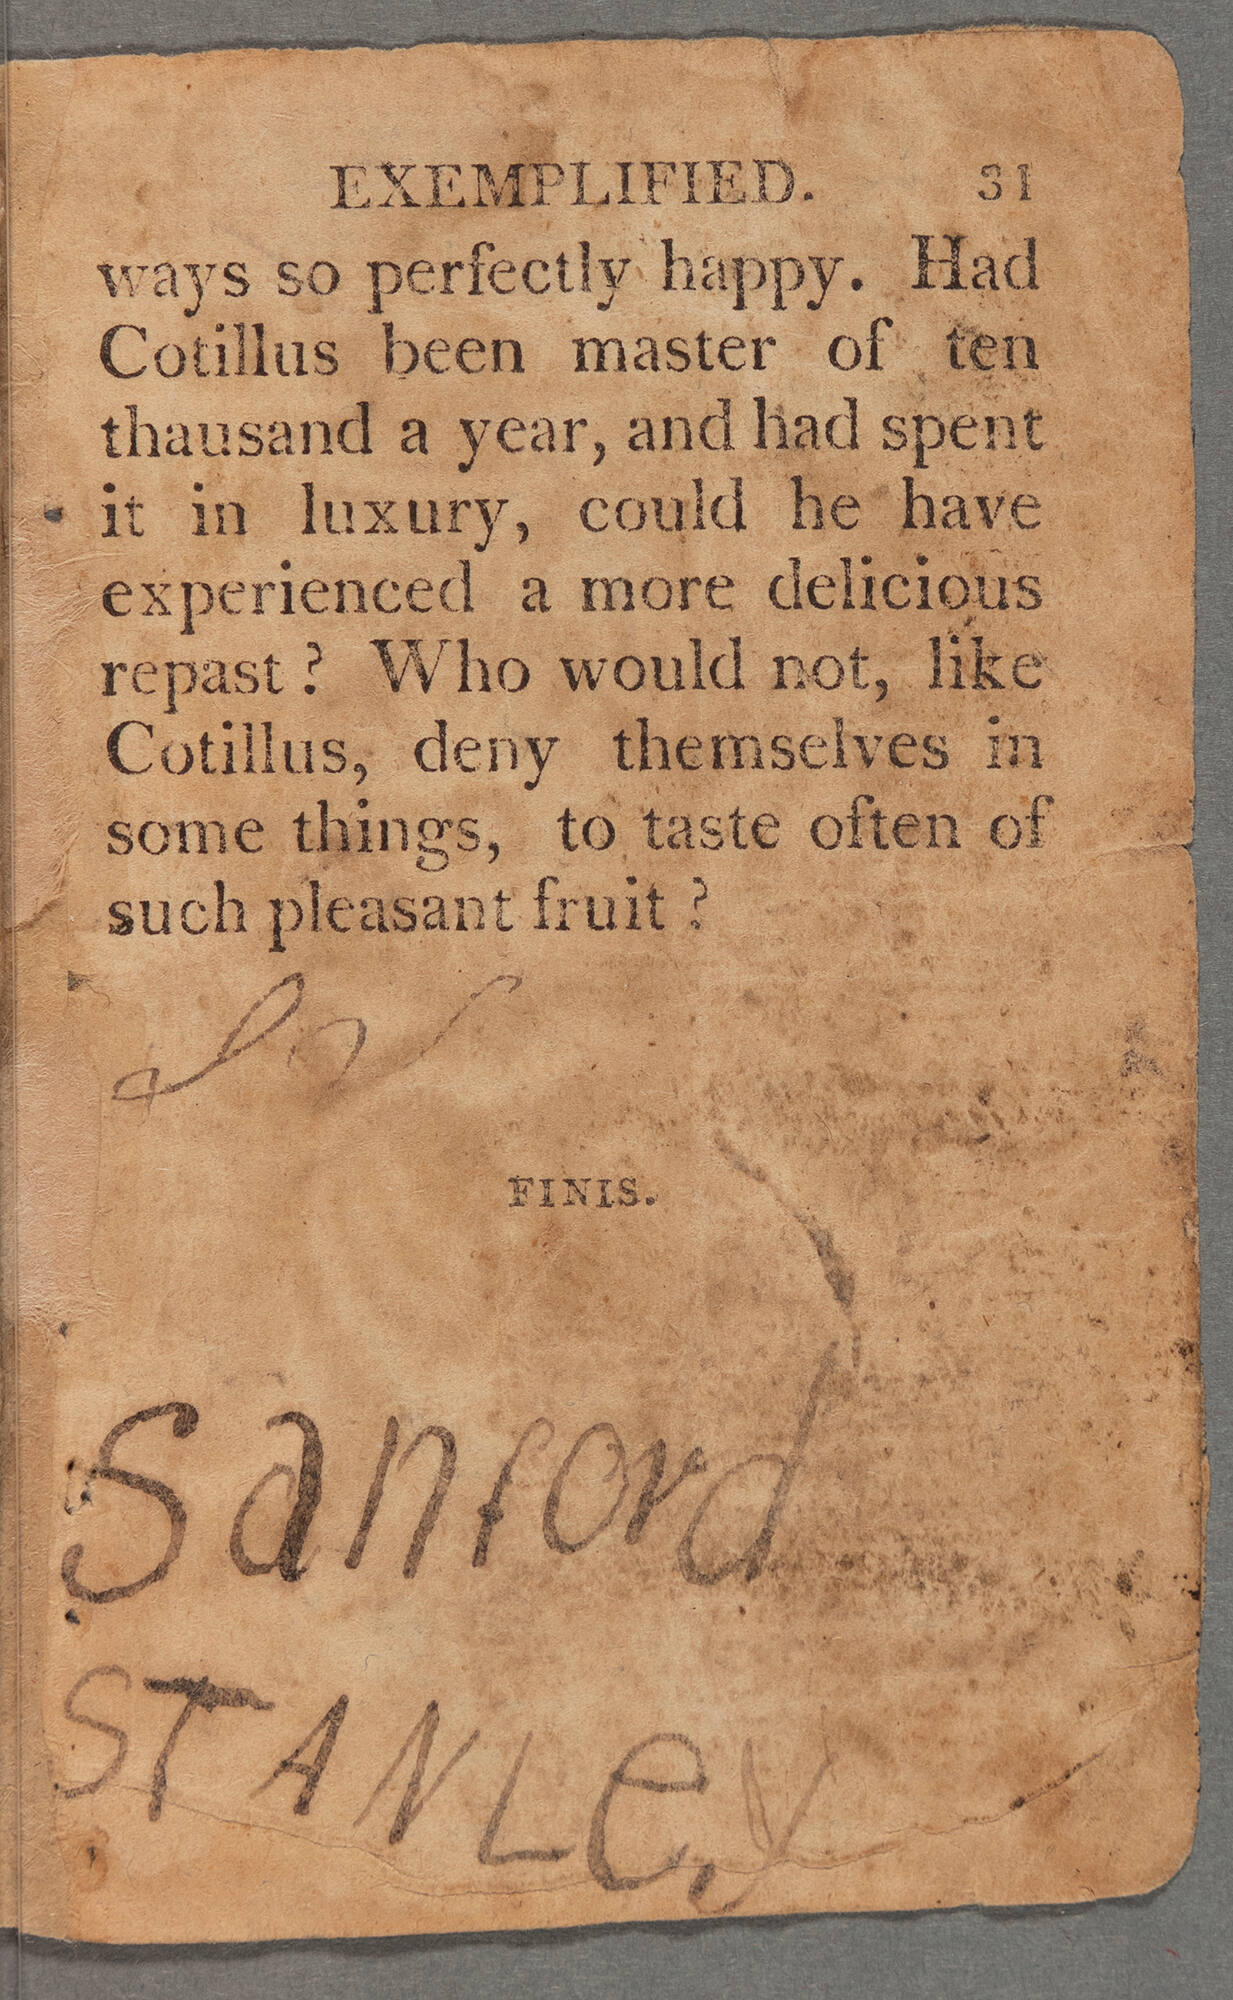 EXEMPLIFIED. 31
ways so perfectly happy. Had
Cotillus been master of ten
thausand a year, and had spent
it in luxury, could he have
experienced a more delicious
repast ? Who would not, like
Cotillus, deny themselves in
some things, to taste often of
such pleasant fruit ?
FINIS.
Sanford
STANLey